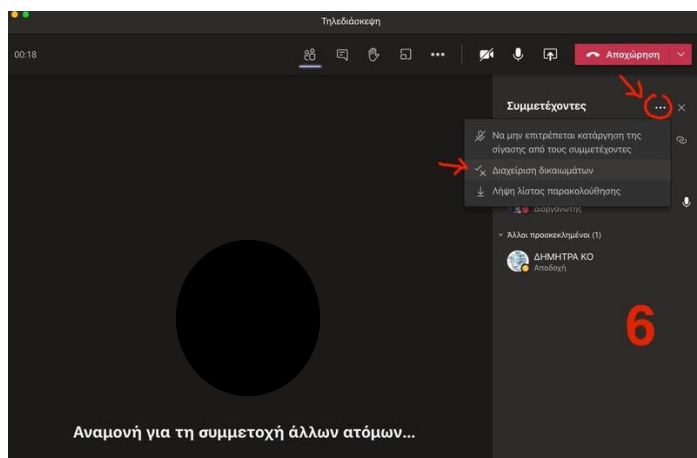 Τηλεδιάσκεψη
00:18
Αποχώρηση
Συμμετέχοντες
Να μην επιτρέπεται κατάργηση της
σίγασης από τους συμμετέχοντες
Διαχείριση δικαιωμάτων
Λήψη λίστας παρακολούθησης
Διοργανωτής
Άλλοι προσκεκλημένοι (1)
ΔΗΜΗΤΡΑ ΚΟ
Αποδοχή
6
Αναμονή για τη συμμετοχή άλλων ατόμων...